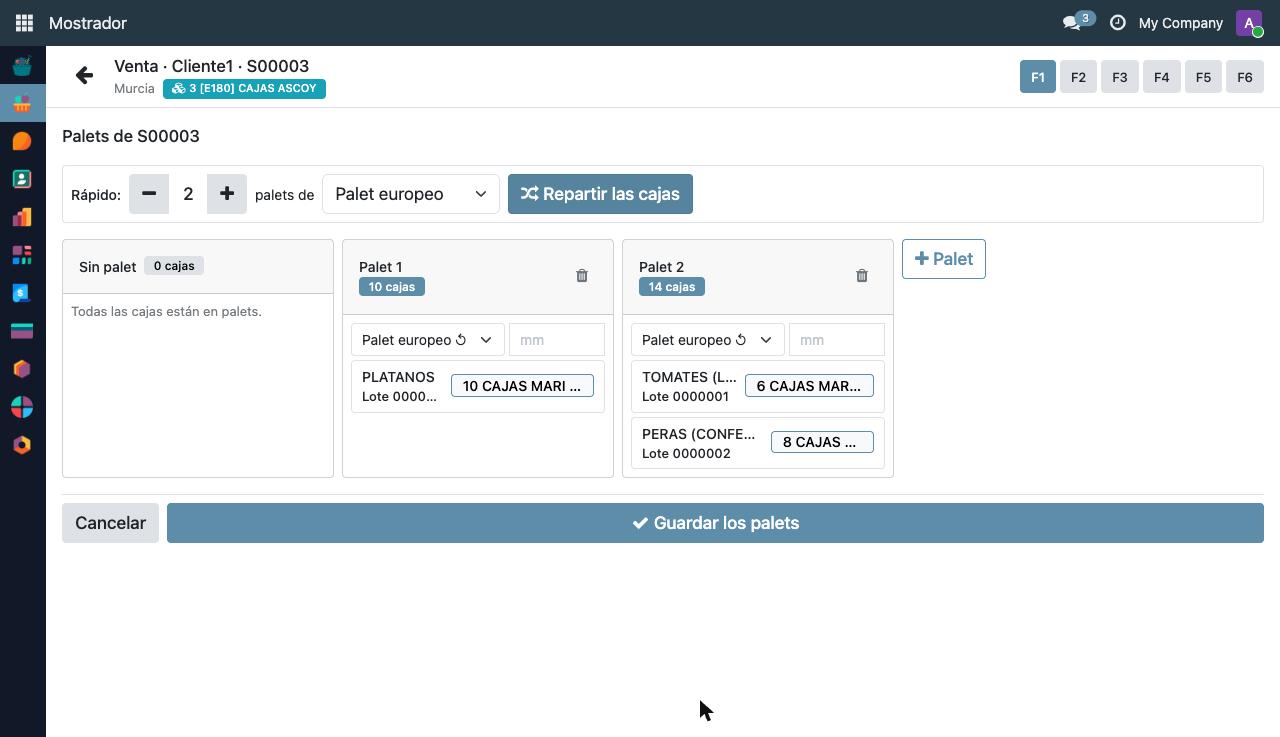 Mostrador
3
My Company
A
Venta · Cliente1 · S00003
Murcia
3 [E180] CAJAS ASCOY
F1
F2
F3
F4
F5
F6
Palets de S00003
Rápido:
2
palets de
Palet europeo
Repartir las cajas
Sin palet
0 cajas
Todas las cajas están en palets.
Palet 1
10 cajas
Palet europeo
mm
PLATANOS
Lote 0000...
10 CAJAS MARI ...
Palet 2
14 cajas
Palet europeo
mm
TOMATES (L...
Lote 0000001
6 CAJAS MAR...
PERAS (CONFE...
Lote 0000002
8 CAJAS ...
Palet
Cancelar
Guardar los palets